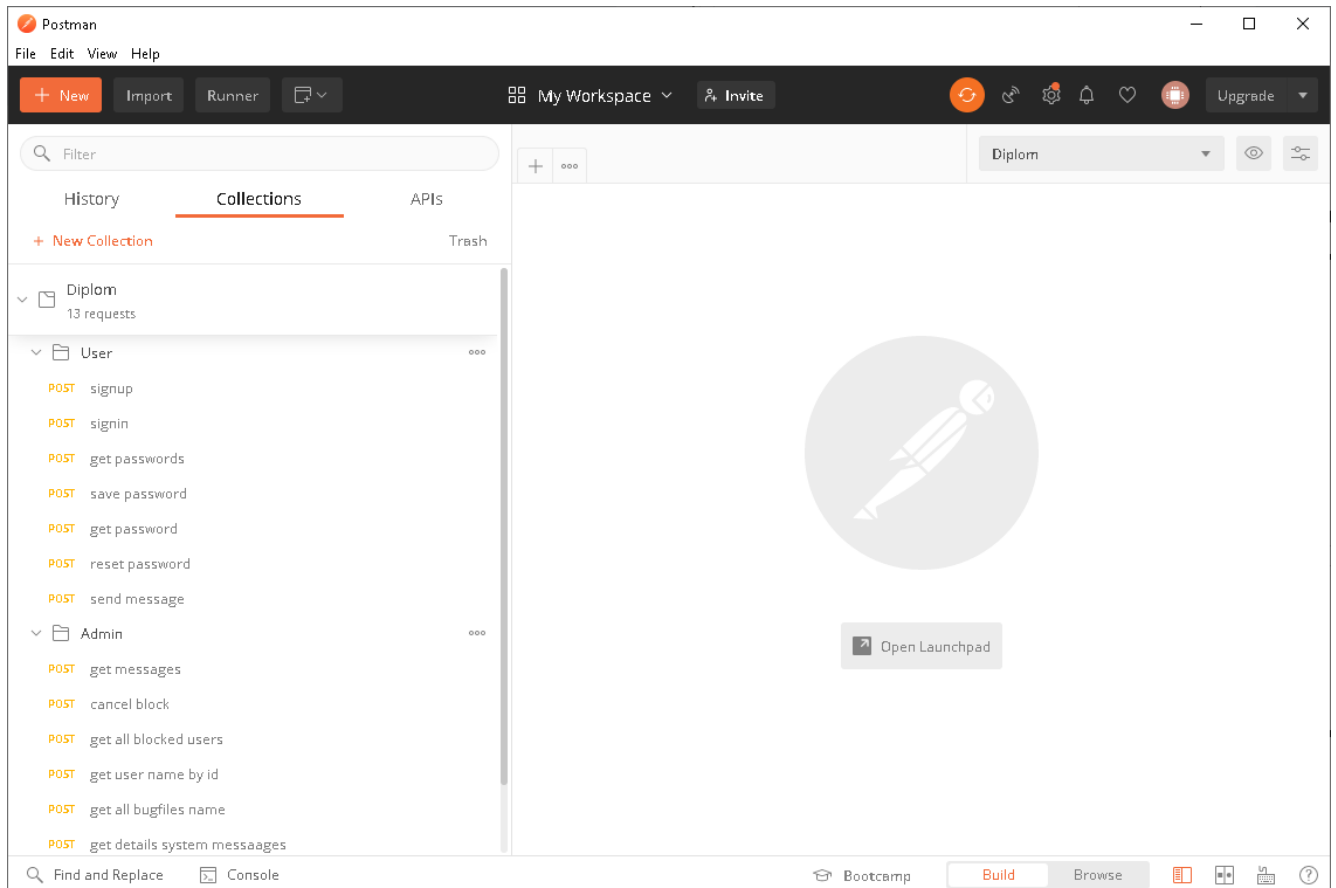 Postman
File Edit View Help
+ New Import Runner My Workspace Invite Upgrade
Filter
Diplom
History Collections APIs
+ New Collection Trash
Diplom
13 requests
User
POST signup
POST signin
POST get passwords
POST save password
POST get password
POST reset password
POST send message
Open Launchpad
Admin
POST get messages
POST cancel block
POST get all blocked users
POST get user name by id
POST get all bugfiles name
POST get details system messaages
Find and Replace Console Bootcamp Build Browse